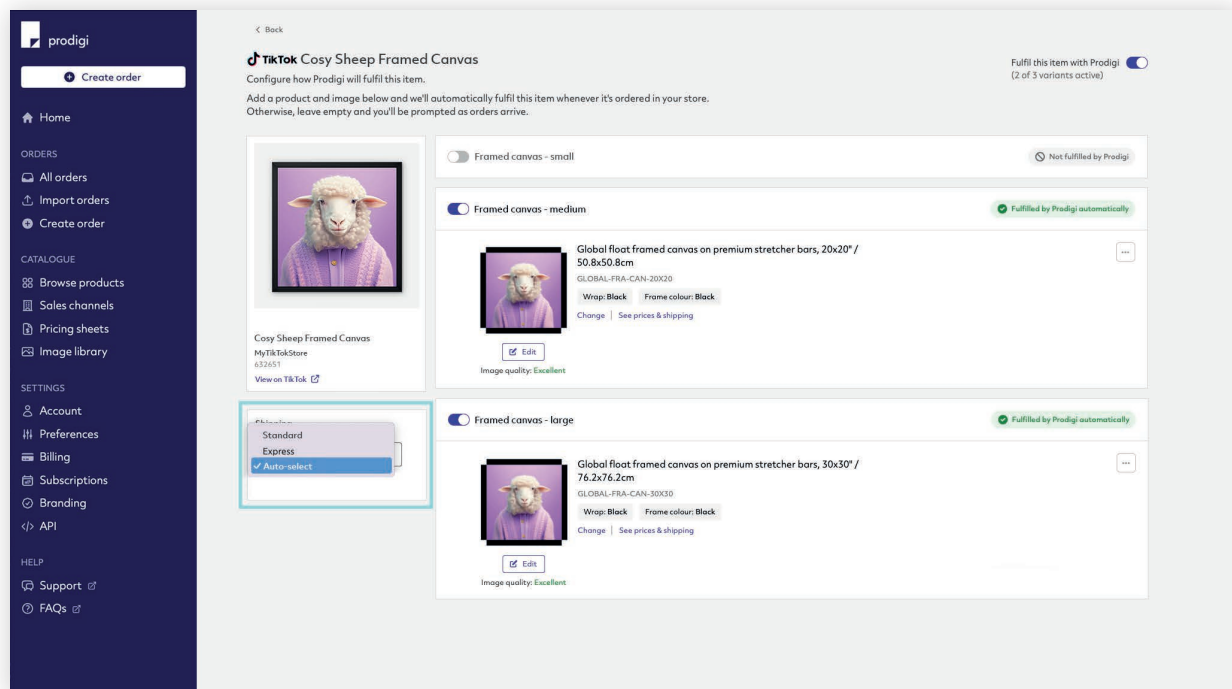 prodigi
Create order
Home
ORDERS
All orders
Import orders
Create order
CATALOGUE
Browse products
Sales channels
Pricing sheets
Image library
SETTINGS
Account
Preferences
Billing
Subscriptions
Branding
</> API
HELP
Support
FAQs
< Back
TikTok Cosy Sheep Framed Canvas
Configure how Prodigi will fulfil this item.
Add a product and image below and we'll automatically fulfil this item whenever it's ordered in your store.
Otherwise, leave empty and you'll be prompted as orders arrive.
Fulfil this item with Prodigi
(2 of 3 variants active)
Cosy Sheep Framed Canvas
MyTikTokStore
632651
View on TikTok
Shipping
Standard
Express
✓ Auto-select
Framed canvas - small
Not fulfilled by Prodigi
Framed canvas - medium
Fulfilled by Prodigi automatically
Global float framed canvas on premium stretcher bars, 20x20" /
50.8x50.8cm
GLOBAL-FRA-CAN-20X20
Wrap: Black Frame colour: Black
Change | See prices & shipping
Edit
Image quality: Excellent
Framed canvas - large
Fulfilled by Prodigi automatically
Global float framed canvas on premium stretcher bars, 30x30" /
76.2x76.2cm
GLOBAL-FRA-CAN-30X30
Wrap: Black Frame colour: Black
Change | See prices & shipping
Edit
Image quality: Excellent